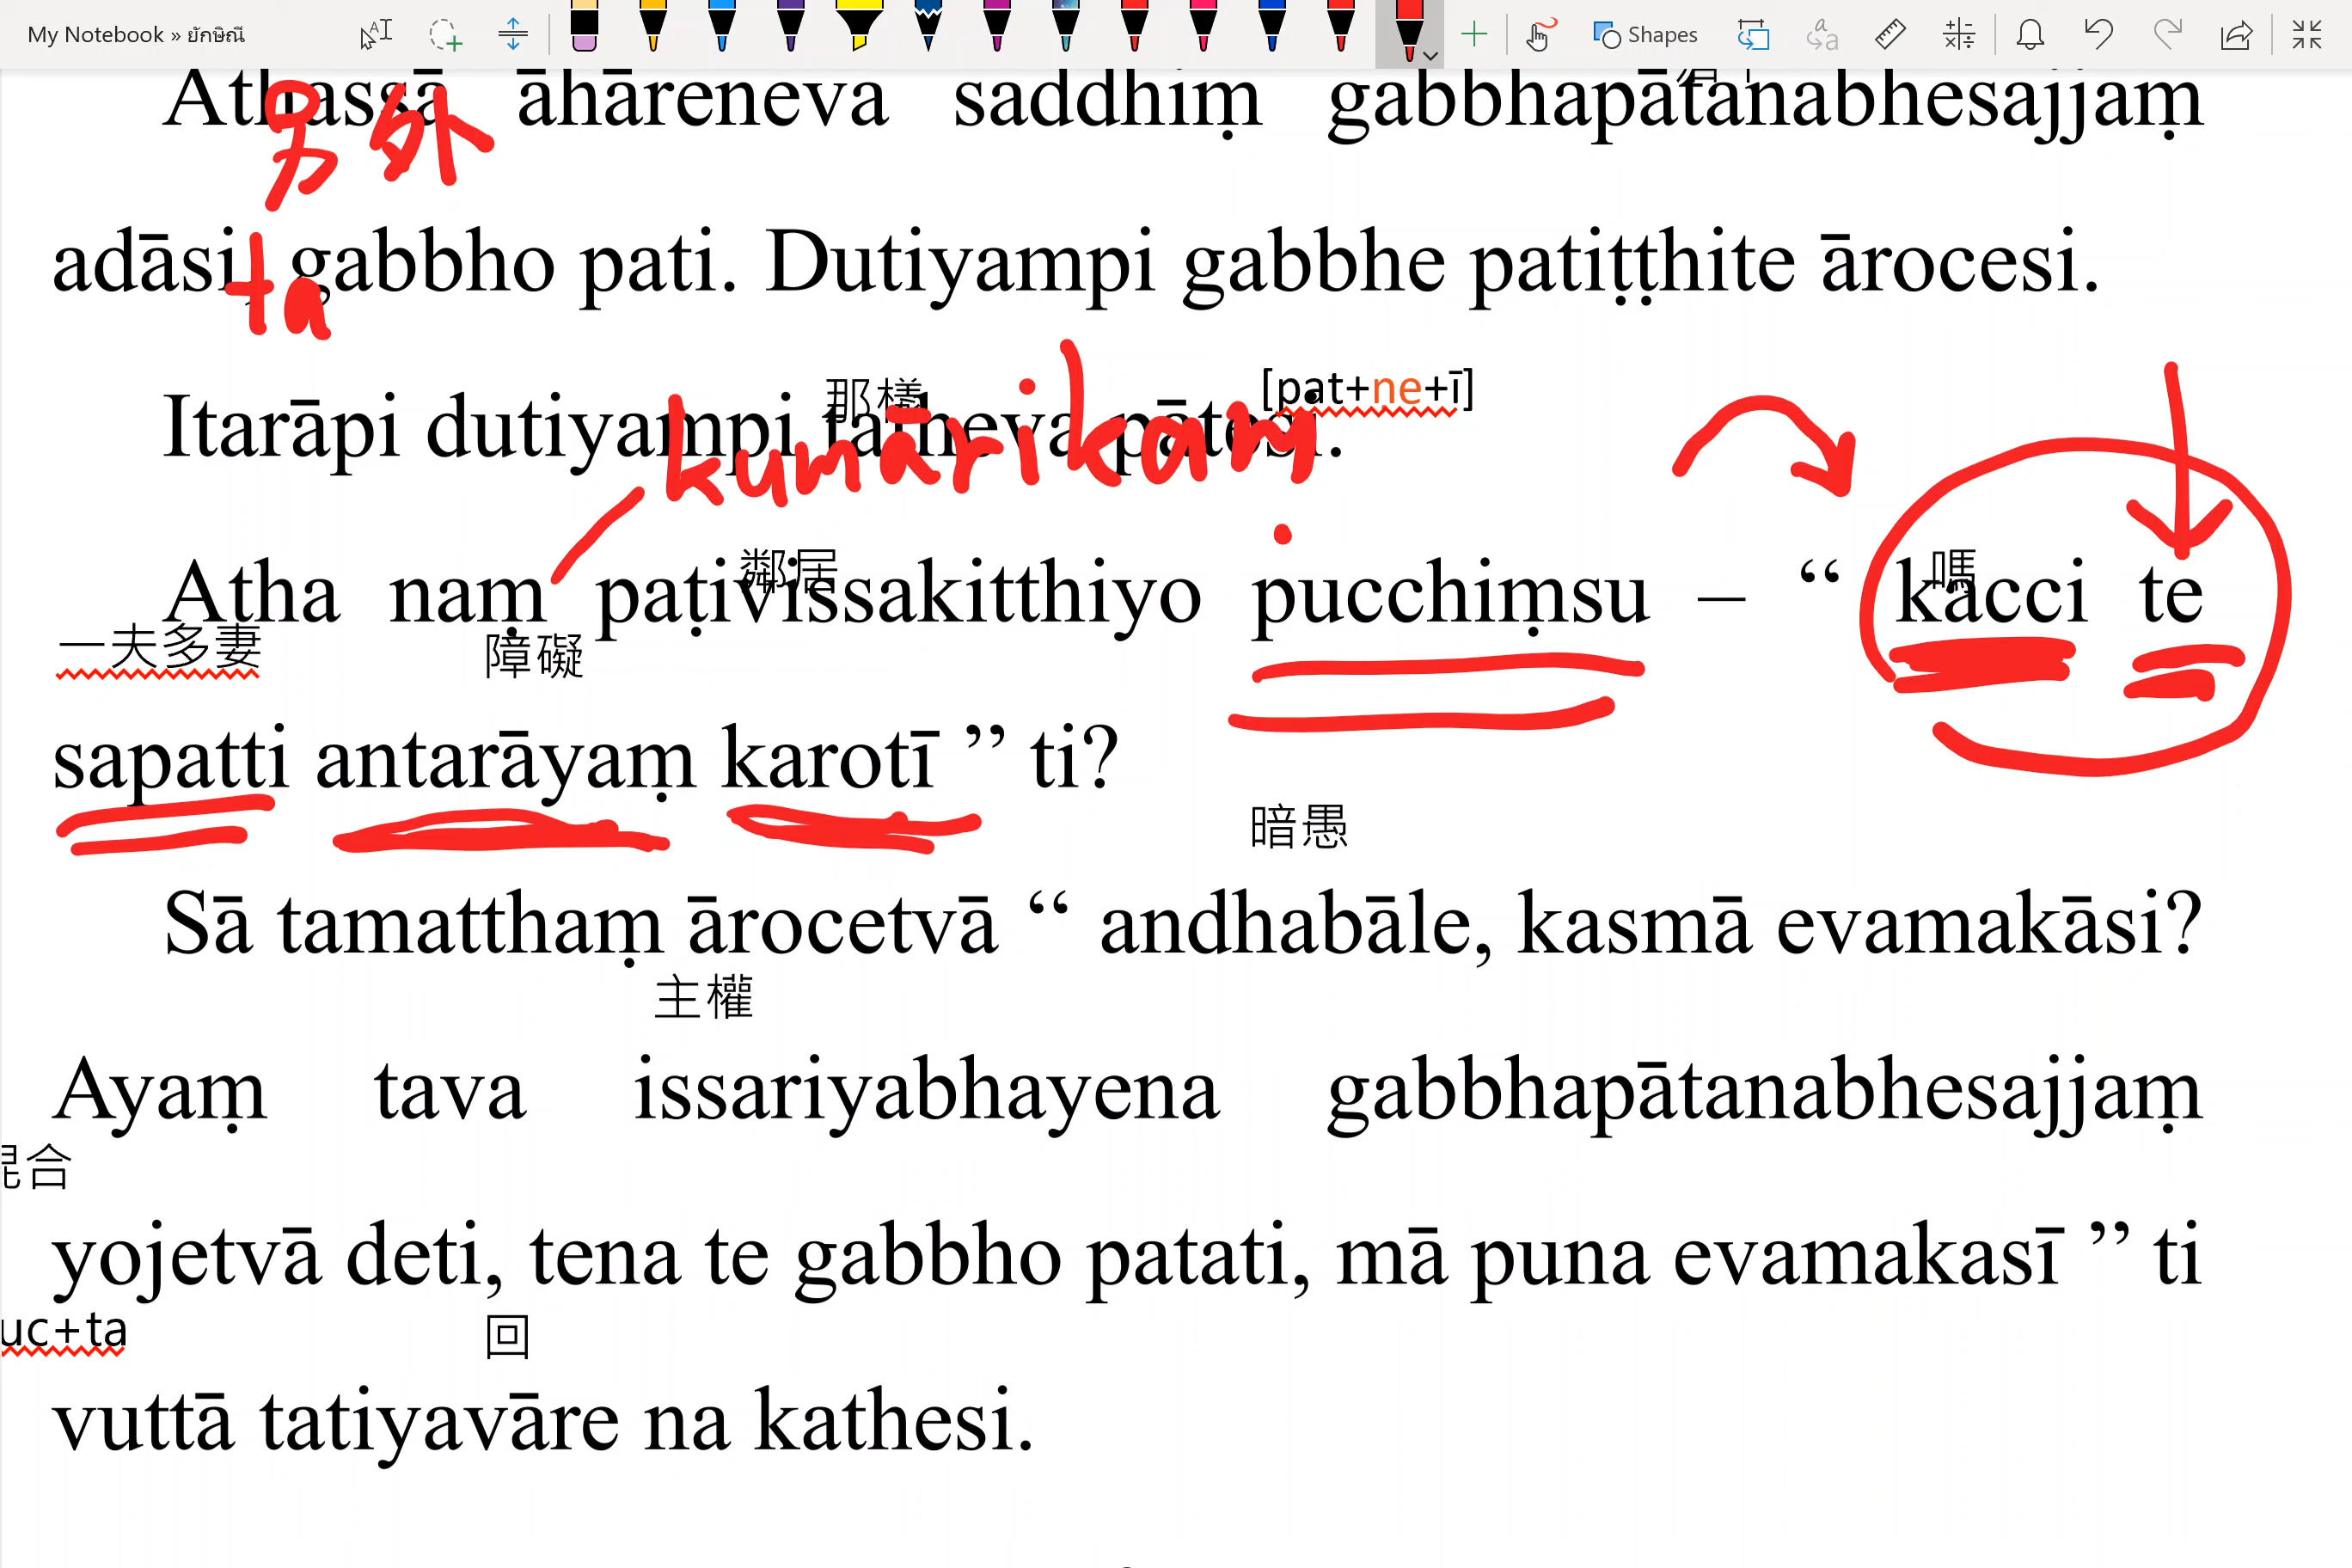 My Notebook » ยักษิณี
Shapes
Athassā āhāreneva saddhiṃ gabbhapātanabhesajjaṃ
另外
adāsi, gabbho pati. Dutiyampi gabbhe patiṭṭhite ārocesi.
ta
那樣 [pat+ne+ī]
Itarāpi dutiyampi tatheva pātesi.
kumārikaṃ
鄰居 嗎
Atha naṃ paṭivissakitthiyo pucchiṃsu – “ kacci te
一夫多妻 障礙
sapatti antarāyaṃ karotī ” ti?
暗愚
Sā tamatthaṃ ārocetvā “ andhabāle, kasmā evamakāsi?
主權
Ayaṃ tava issariyabhayena gabbhapātanabhesajjaṃ
混合
yojetvā deti, tena te gabbho patati, mā puna evamakasī ” ti
uc+ta 回
vuttā tatiyavāre na kathesi.